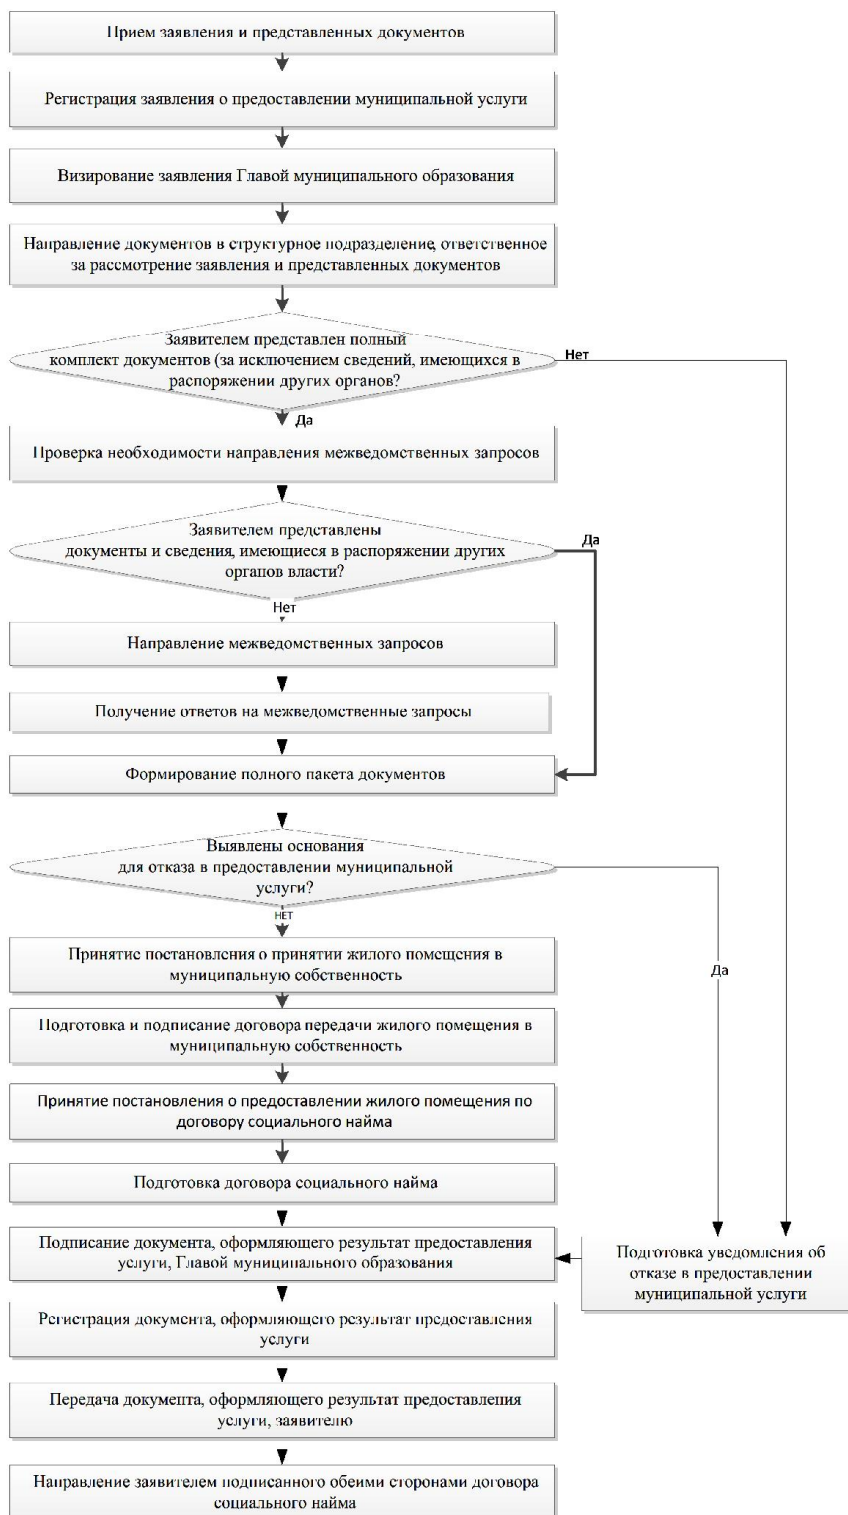 Прием заявления и представленных документов
Регистрация заявления о предоставлении муниципальной услуги
Визирование заявления Главой муниципального образования
Направление документов в структурное подразделение, ответственное
за рассмотрение заявления и представленных документов
Заявителем представлен полный
комплект документов (за исключением сведений, имеющихся в
распоряжении других органов?
Нет
Да
Проверка необходимости направления межведомственных запросов
Заявителем представлены
документы и сведения, имеющиеся в распоряжении других
органов власти?
Да
Нет
Направление межведомственных запросов
Получение ответов на межведомственные запросы
Формирование полного пакета документов
Выявлены основания
для отказа в предоставлении муниципальной
услуги?
НЕТ
Принятие постановления о принятии жилого помещения в
муниципальную собственность
Да
Подготовка и подписание договора передачи жилого помещения в
муниципальную собственность
Принятие постановления о предоставлении жилого помещения по
договору социального найма
Подготовка договора социального найма
Подписание документа, оформляющего результат предоставления
услуги, Главой муниципального образования
Подготовка уведомления об
отказе в предоставлении
муниципальной услуги
Регистрация документа, оформляющего результат предоставления
услуги
Передача документа, оформляющего результат предоставления
услуги, заявителю
Направление заявителем подписанного обеими сторонами договора
социального найма